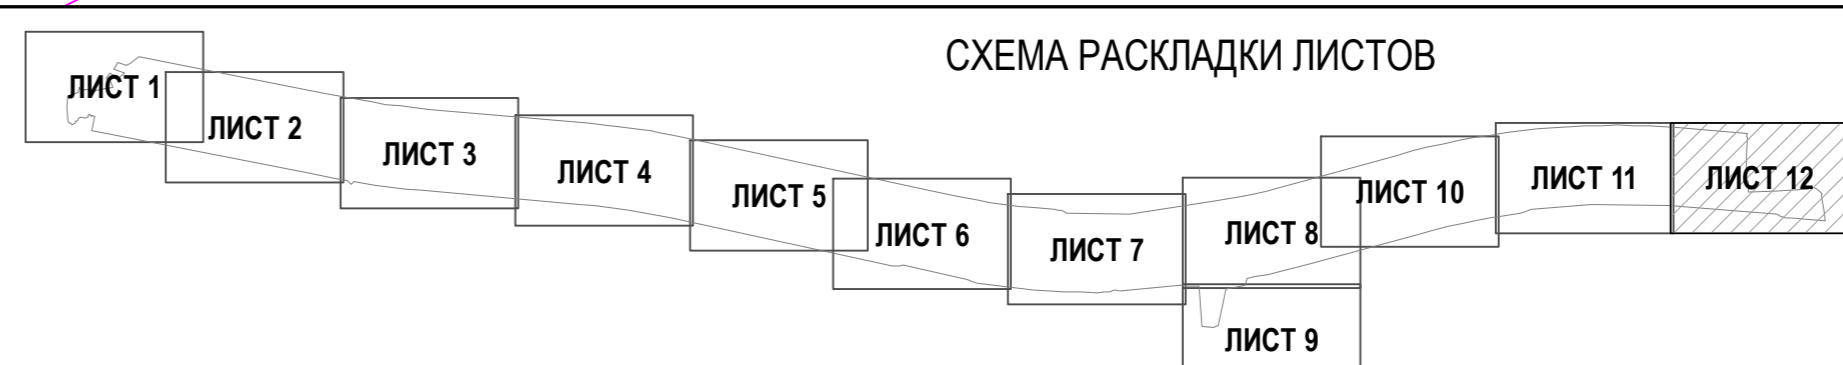 СХЕМА РАСКЛАДКИ ЛИСТОВ
ЛИСТ 1
ЛИСТ 2
ЛИСТ 3
ЛИСТ 4
ЛИСТ 5
ЛИСТ 6
ЛИСТ 7
ЛИСТ 8
ЛИСТ 9
ЛИСТ 10
ЛИСТ 11
ЛИСТ 12